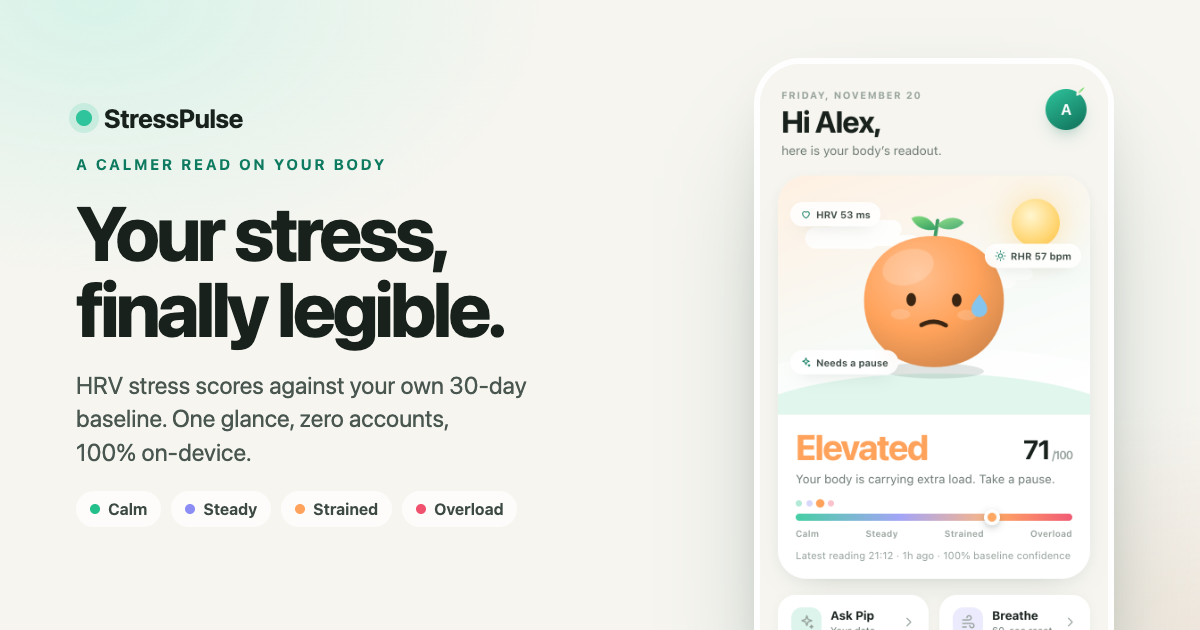 StressPulse
A CALMER READ ON YOUR BODY
Your stress,
finally legible.
HRV stress scores against your own 30-day
baseline. One glance, zero accounts,
100% on-device.
Calm
Steady
Strained
Overload
FRIDAY, NOVEMBER 20
Hi Alex,
here is your body's readout.
A
HRV 53 ms
RHR 57 bpm
Needs a pause
Elevated
71/100
Your body is carrying extra load. Take a pause.
Calm
Steady
Strained
Overload
Latest reading 21:12 · 1h ago · 100% baseline confidence
Ask Pip
Breathe